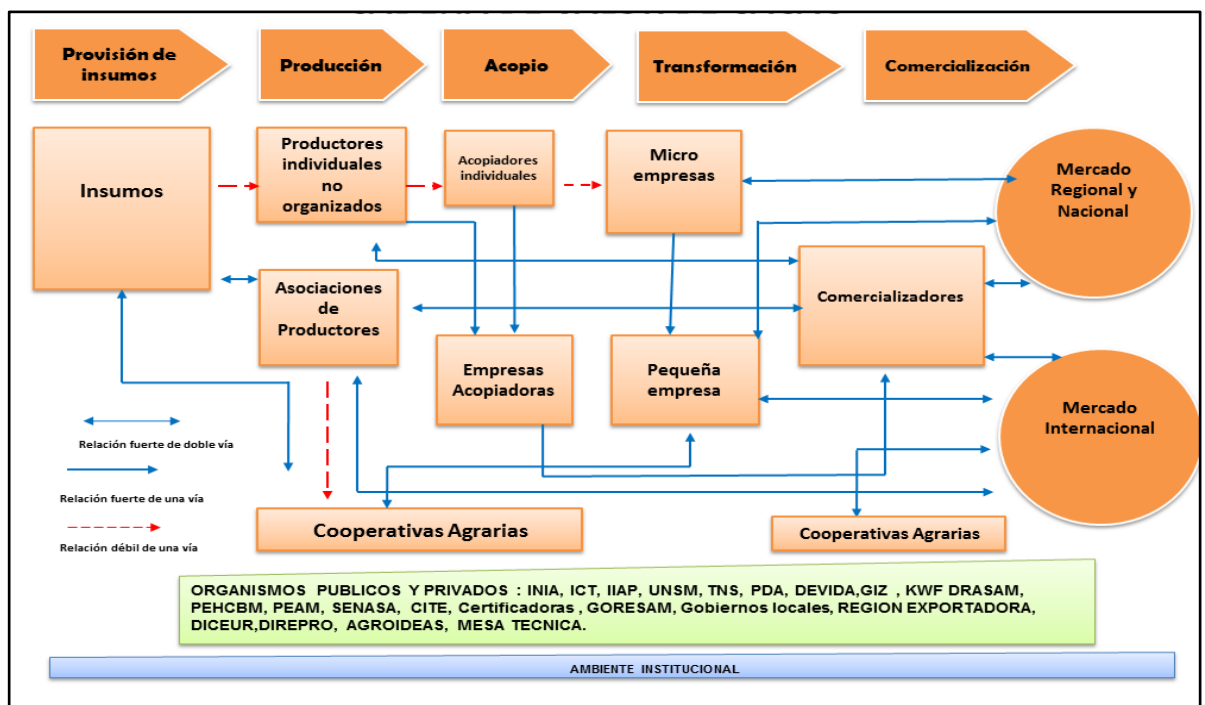 Provisión de
insumos
Producción
Acopio
Transformación
Comercialización
Insumos
Productores
individuales
no
organizados
Acopiadores
individuales
Micro
empresas
Mercado
Regional y
Nacional
Asociaciones
de
Productores
Comercializadores
Empresas
Acopiadoras
Pequeña
empresa
Mercado
Internacional
Relación fuerte de doble vía
Relación fuerte de una vía
Relación débil de una vía
Cooperativas Agrarias
Cooperativas Agrarias
ORGANISMOS PUBLICOS Y PRIVADOS : INIA, ICT, IIAP, UNSM, TNS, PDA, DEVIDA,GIZ , KWF DRASAM,
PEHCBM, PEAM, SENASA, CITE, Certificadoras , GORESAM, Gobiernos locales, REGION EXPORTADORA,
DICEUR,DIREPRO, AGROIDEAS, MESA TECNICA.
AMBIENTE INSTITUCIONAL